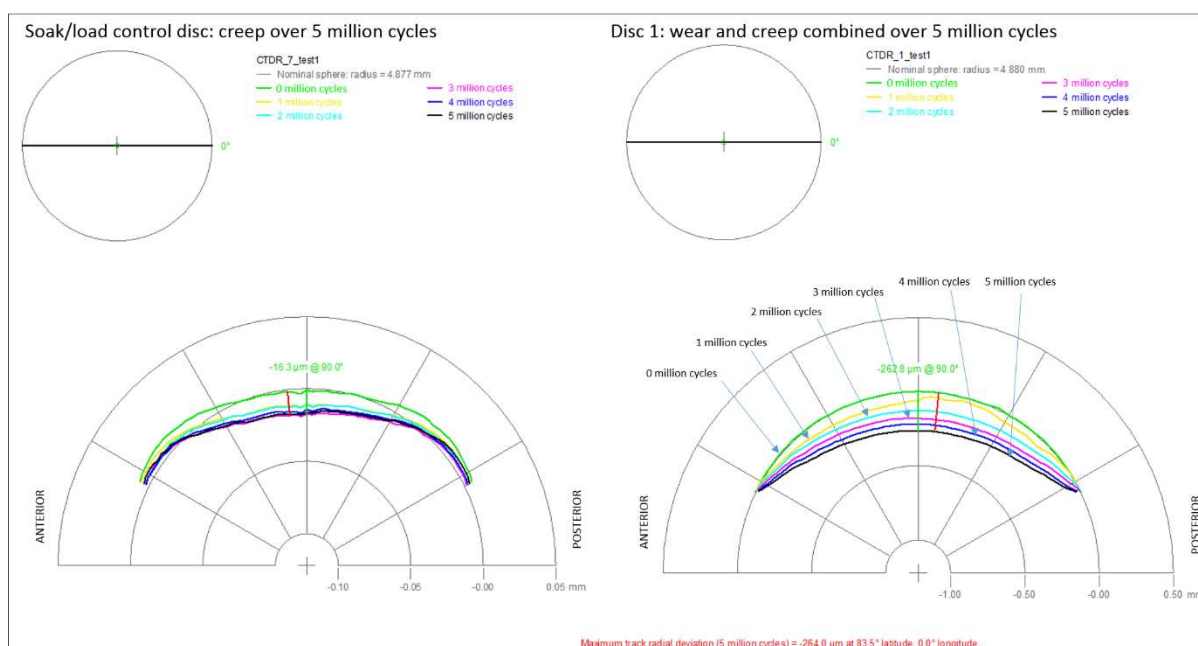 Soak/load control disc: creep over 5 million cycles
CTDR_7_test1
Nominal sphere: radius = 4.877 mm
0 million cycles
1 million cycles
2 million cycles
3 million cycles
4 million cycles
5 million cycles
0°
-16.3 µm @ 90.0°
ANTERIOR
POSTERIOR
-0.10
-0.05
-0.00
0.05 mm
Disc 1: wear and creep combined over 5 million cycles
CTDR_1_test1
Nominal sphere: radius = 4.880 mm
0 million cycles
1 million cycles
2 million cycles
3 million cycles
4 million cycles
5 million cycles
0°
4 million cycles
5 million cycles
3 million cycles
2 million cycles
1 million cycles
0 million cycles
-262.8 µm @ 90.0°
ANTERIOR
POSTERIOR
-1.00
-0.50
-0.00
0.50 mm
Maximum track radial deviation (5 million cycles) = -264.0 µm at 83.5° latitude, 0.0° longitude